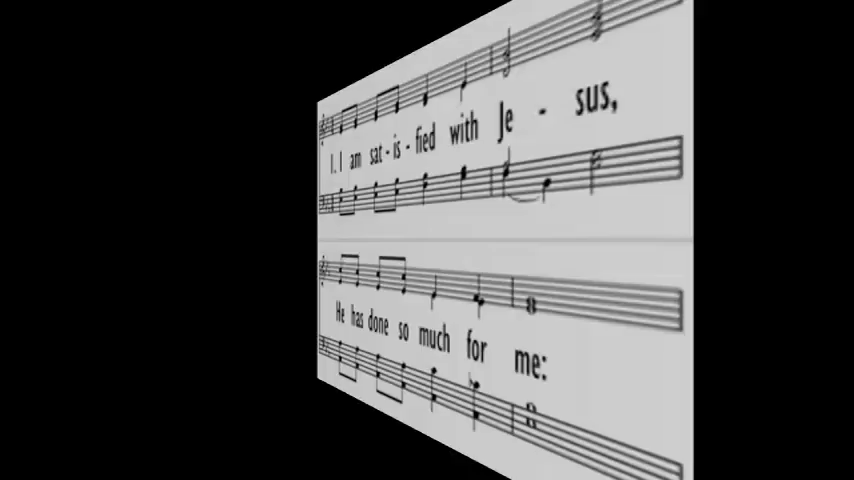 1. I am sat - is - fied with Je - sus,
He has done so much for me: